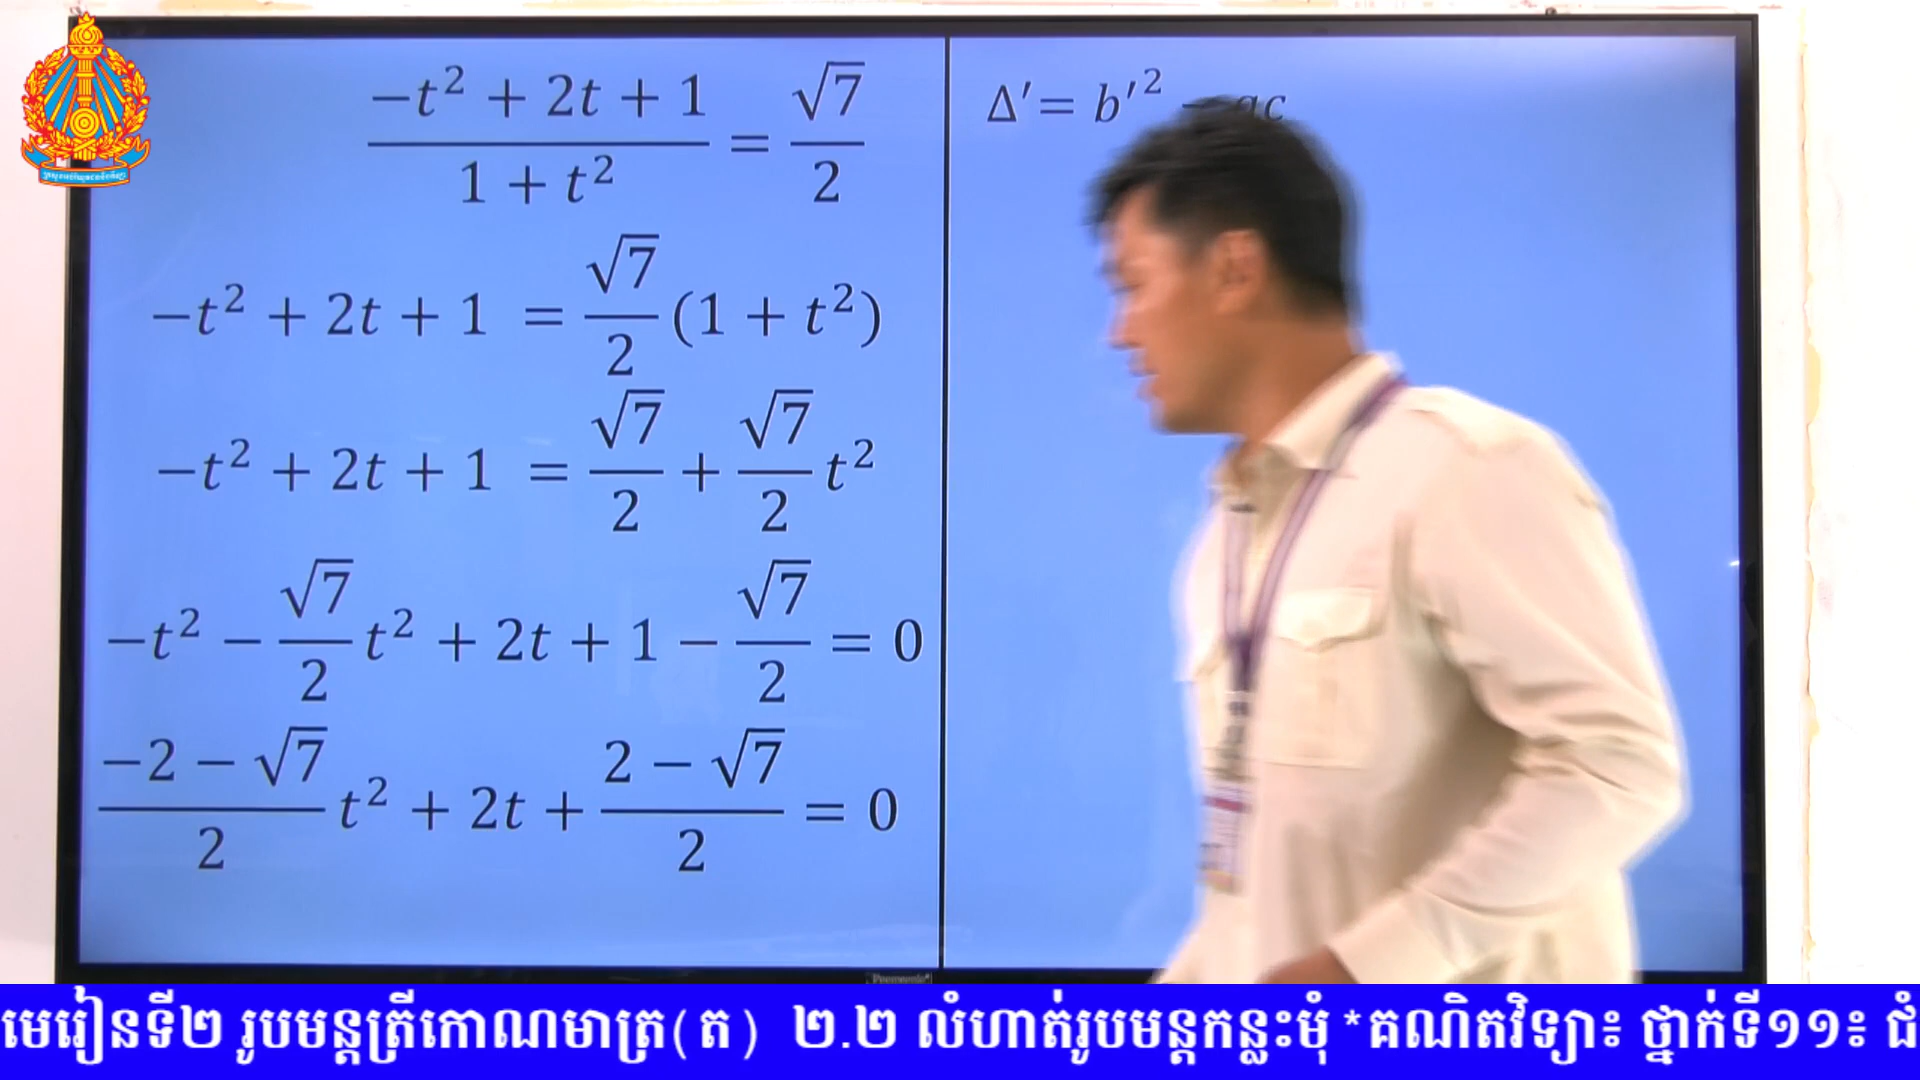 (-t² + 2t + 1)/(1 + t²) = √7/2
-t² + 2t + 1 = √7/2 (1 + t²)
-t² + 2t + 1 = √7/2 + √7/2 t²
-t² - √7/2 t² + 2t + 1 - √7/2 = 0
(-2 - √7)/2 t² + 2t + (2 - √7)/2 = 0
Δ′= b′² − ac
មេរៀនទី២ រូបមន្តត្រីកោណមាត្រ(ត) ២.២ លំហាត់រូបមន្តកន្លះមុំ *គណិតវិទ្យា៖ ថ្នាក់ទី១១៖ ជំ